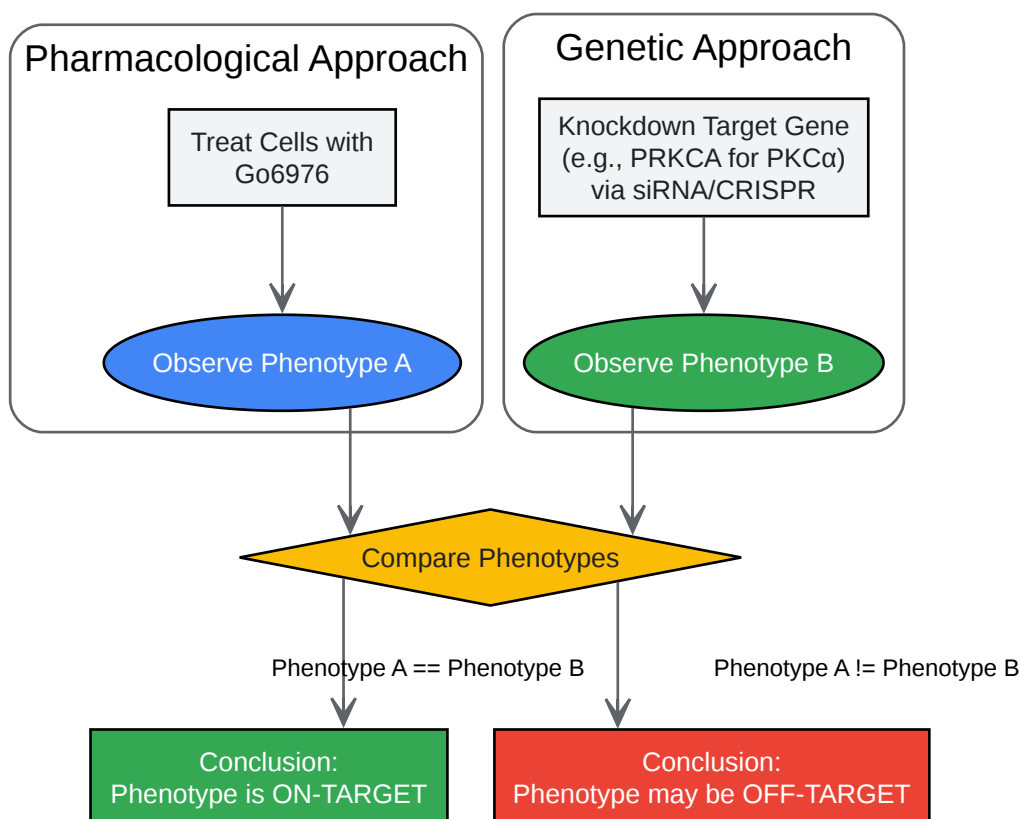 Pharmacological Approach
Genetic Approach
Treat Cells with
Go6976
Knockdown Target Gene
(e.g., PRKCA for PKCα)
via siRNA/CRISPR
Observe Phenotype A
Observe Phenotype B
Compare Phenotypes
Phenotype A == Phenotype B
Phenotype A != Phenotype B
Conclusion:
Phenotype is ON-TARGET
Conclusion:
Phenotype may be OFF-TARGET